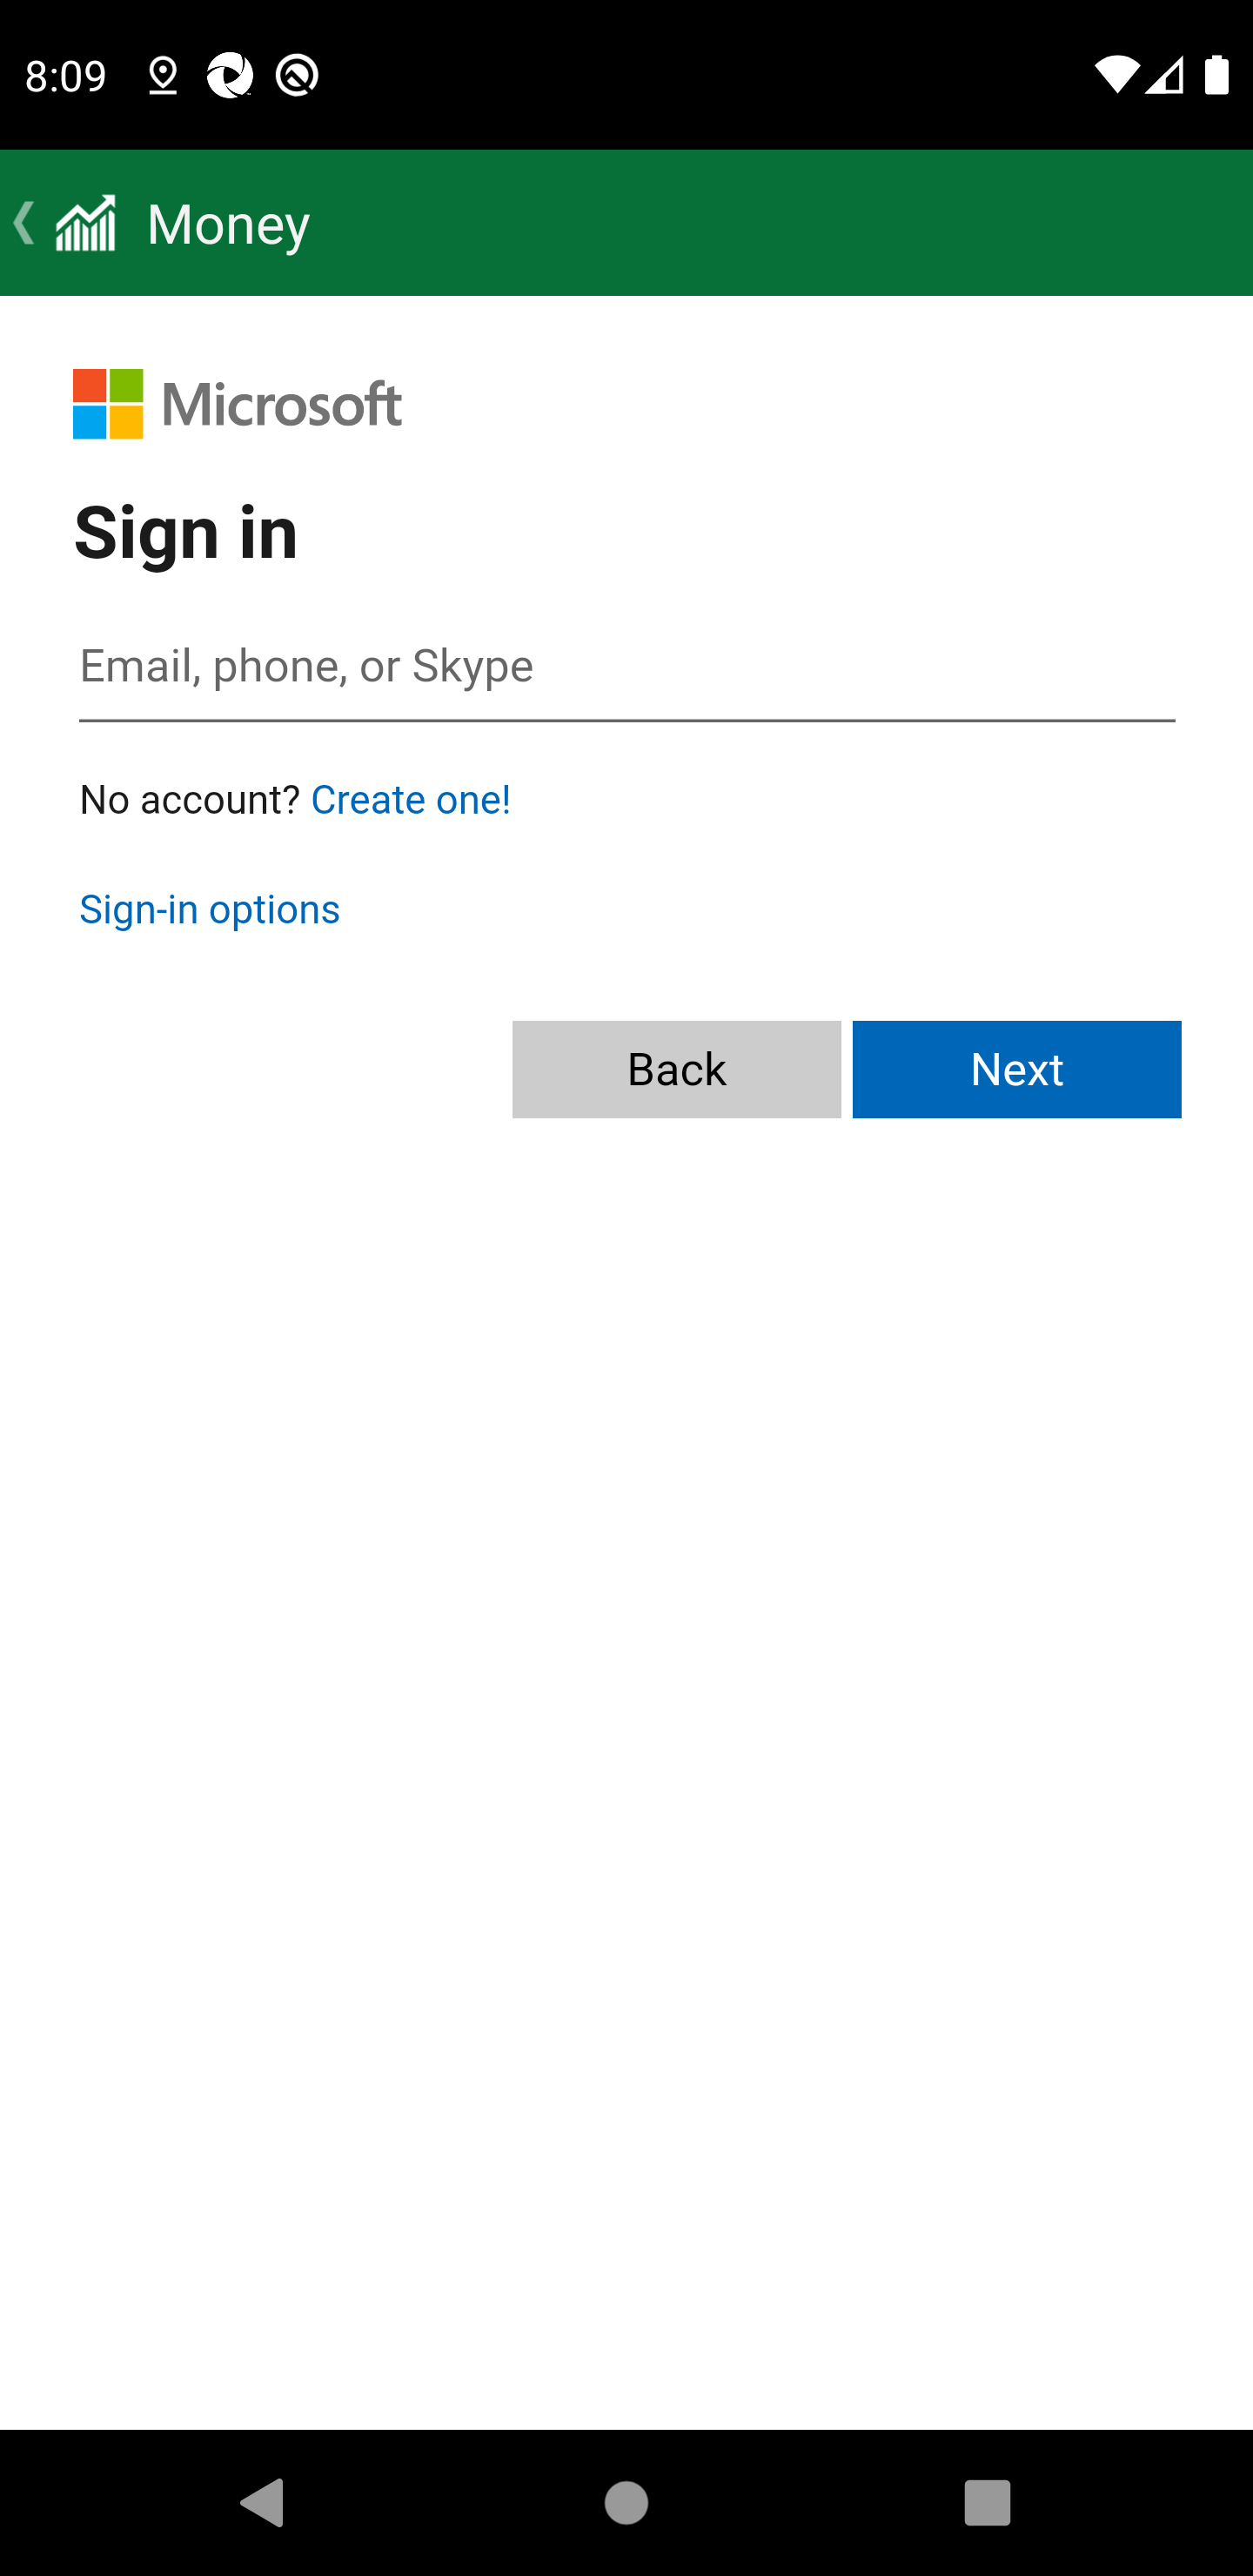 8:09
Money
Microsoft
Sign in
Email, phone, or Skype
No account? Create one!
Sign-in options
Back Next